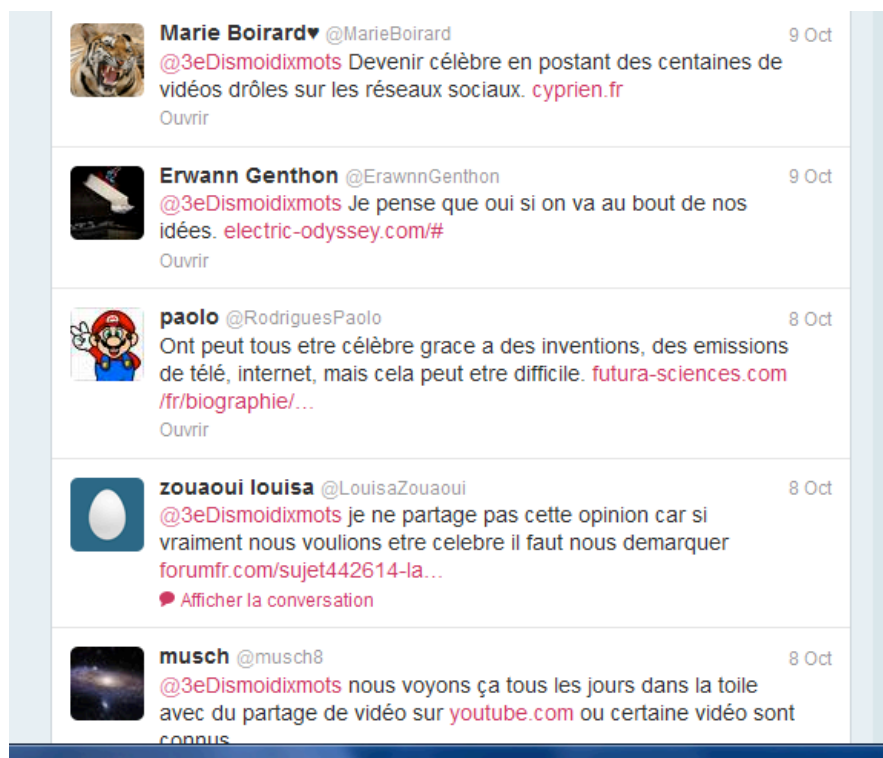 Marie Boirard♥ @MarieBoirard 9 Oct
@3eDismoidixmots Devenir célèbre en postant des centaines de
vidéos drôles sur les réseaux sociaux. cyprien.fr
Ouvrir
Erwann Genthon @ErawnnGenthon 9 Oct
@3eDismoidixmots Je pense que oui si on va au bout de nos
idées. electric-odyssey.com/#
Ouvrir
paolo @RodriguesPaolo 8 Oct
Ont peut tous etre célèbre grace a des inventions, des emissions
de télé, internet, mais cela peut etre difficile. futura-sciences.com
/fr/biographie/…
Ouvrir
zouaoui louisa @LouisaZouaoui 8 Oct
@3eDismoidixmots je ne partage pas cette opinion car si
vraiment nous voulions etre celebre il faut nous demarquer
forumfr.com/sujet442614-la…
Afficher la conversation
musch @musch8 8 Oct
@3eDismoidixmots nous voyons ça tous les jours dans la toile
avec du partage de vidéo sur youtube.com ou certaine vidéo sont
connus